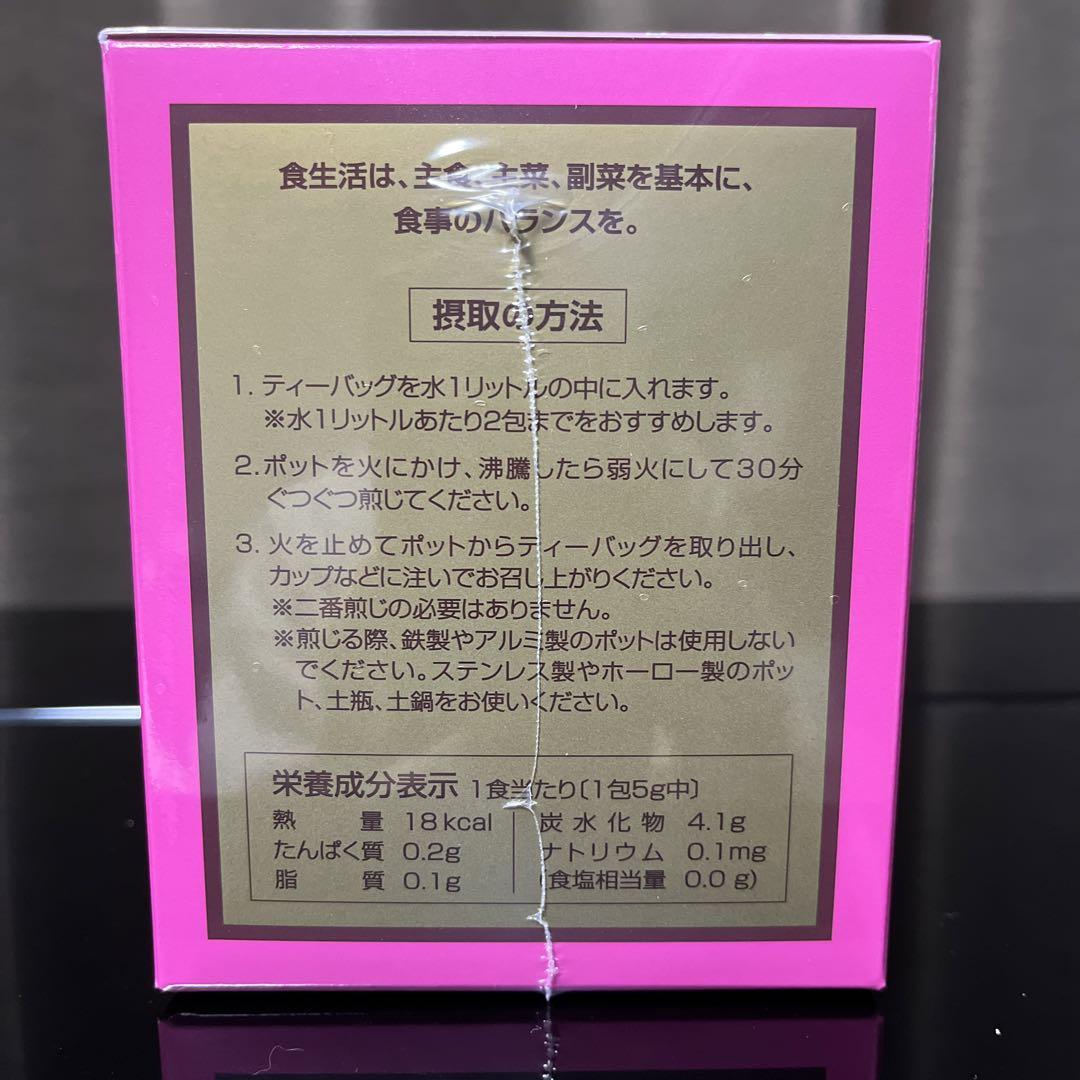 食生活は、主食、主菜、副菜を基本に、
食事のバランスを。
摂取の方法
1. ティーバッグを水1リットルの中に入れます。
※水1リットルあたり2包までをおすすめします。
2. ポットを火にかけ、沸騰したら弱火にして30分
ぐつぐつ煎じてください。
3. 火を止めてポットからティーバッグを取り出し、
カップなどに注いでお召し上がりください。
※二番煎じの必要はありません。
※煎じる際、鉄製やアルミ製のポットは使用しない
でください。ステンレス製やホーロー製のポッ
ト、土瓶、土鍋をお使いください。
栄養成分表示 1食当たり〔1包5g中〕
熱量 18kcal 炭水化物 4.1g
たんぱく質 0.2g ナトリウム 0.1mg
脂質 0.1g (食塩相当量 0.0g)